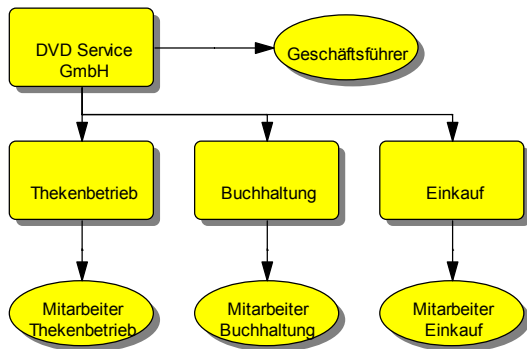 DVD Service
GmbH
Geschäftsführer
Thekenbetrieb
Buchhaltung
Einkauf
Mitarbeiter
Thekenbetrieb
Mitarbeiter
Buchhaltung
Mitarbeiter
Einkauf